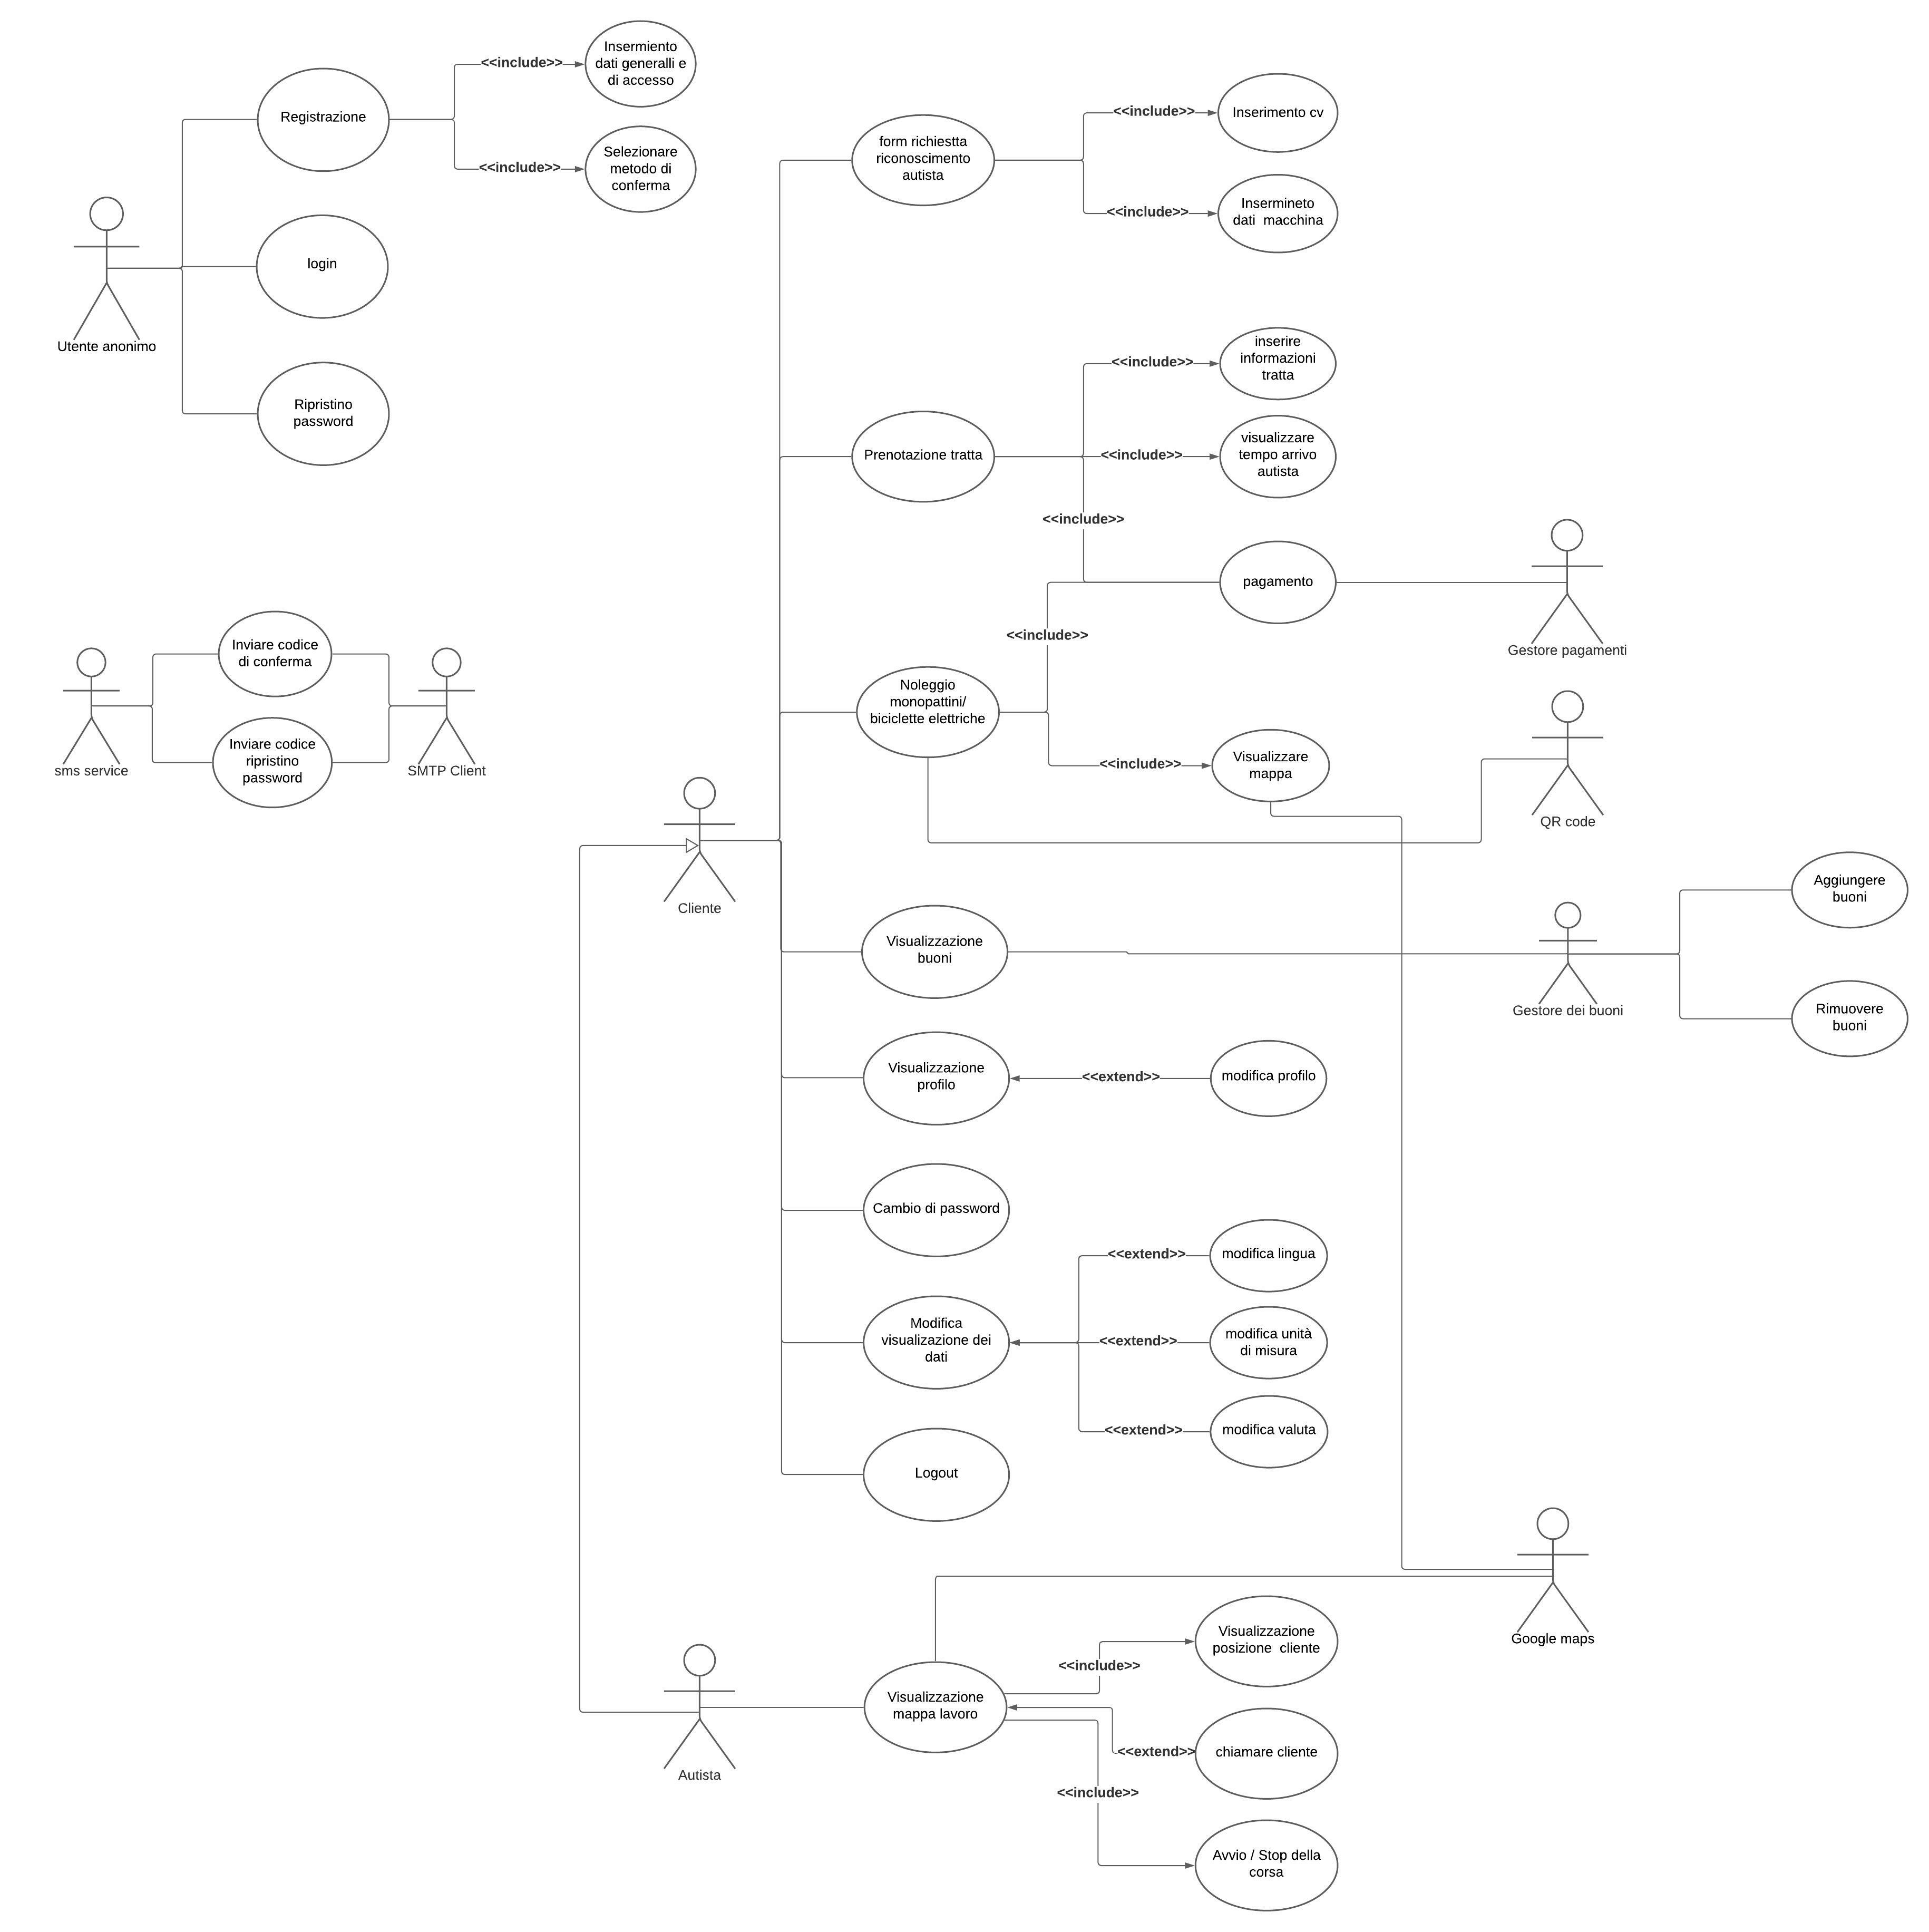 <<include>>
Insermiento
dati generalli e
di accesso
Registrazione
<<include>>
Selezionare
metodo di
conferma
login
Utente anonimo
Ripristino
password
form richiestta
riconoscimento
autista
<<include>>
Inserimento cv
<<include>>
Insermineto
dati  macchina
<<include>>
inserire
informazioni
tratta
Prenotazione tratta
<<include>>
visualizzare
tempo arrivo
autista
<<include>>
pagamento
Gestore pagamenti
<<include>>
Noleggio
monopattini/
biciclette elettriche
<<include>>
Visualizzare
mappa
QR code
Inviare codice
di conferma
Inviare codice
ripristino
password
sms service
SMTP Client
Cliente
Visualizzazione
buoni
Gestore dei buoni
Aggiungere
buoni
Rimuovere
buoni
Visualizzazione
profilo
<<extend>>
modifica profilo
Cambio di password
Modifica
visualizazione dei
dati
<<extend>>
modifica lingua
<<extend>>
modifica unità
di misura
<<extend>>
modifica valuta
Logout
Google maps
Autista
Visualizzazione
mappa lavoro
<<include>>
Visualizzazione
posizione  cliente
<<extend>>
chiamare cliente
<<include>>
Avvio / Stop della
corsa